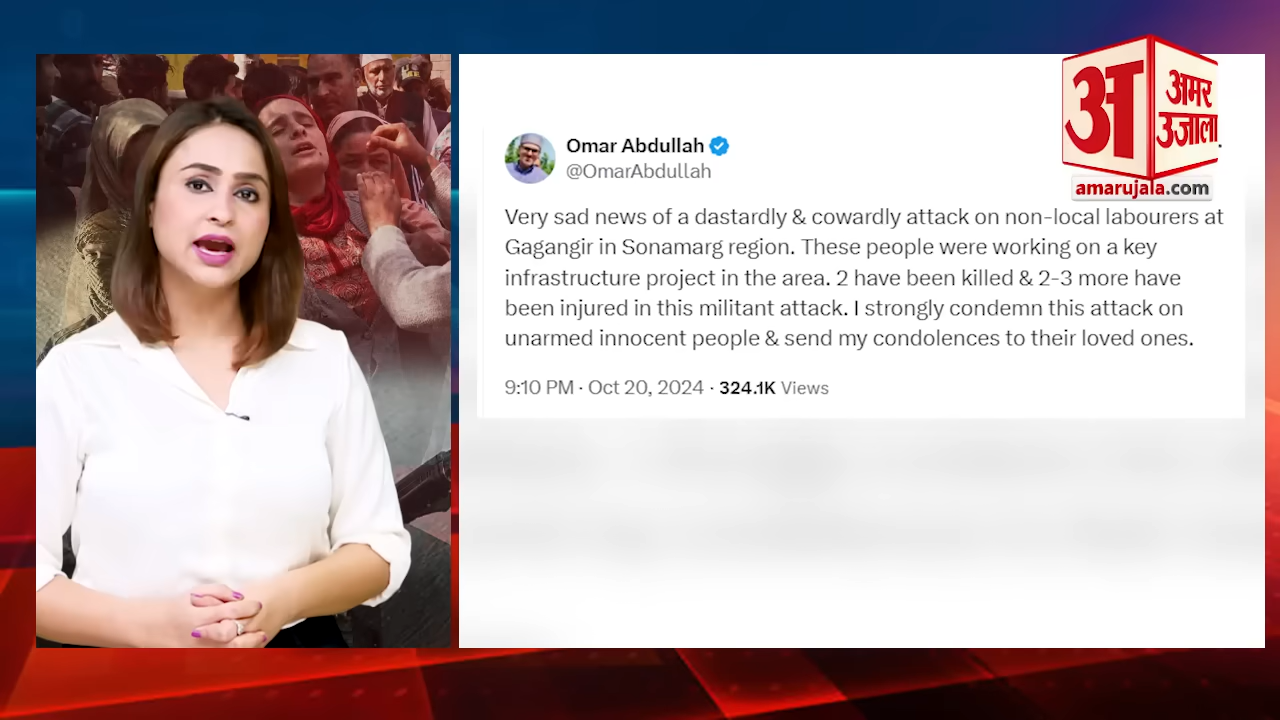 Omar Abdullah
@OmarAbdullah
Very sad news of a dastardly & cowardly attack on non-local labourers at
Gagangir in Sonamarg region. These people were working on a key
infrastructure project in the area. 2 have been killed & 2-3 more have
been injured in this militant attack. I strongly condemn this attack on
unarmed innocent people & send my condolences to their loved ones.
9:10 PM · Oct 20, 2024 · 324.1K Views
अ
अमर
उजाला
amarujala.com